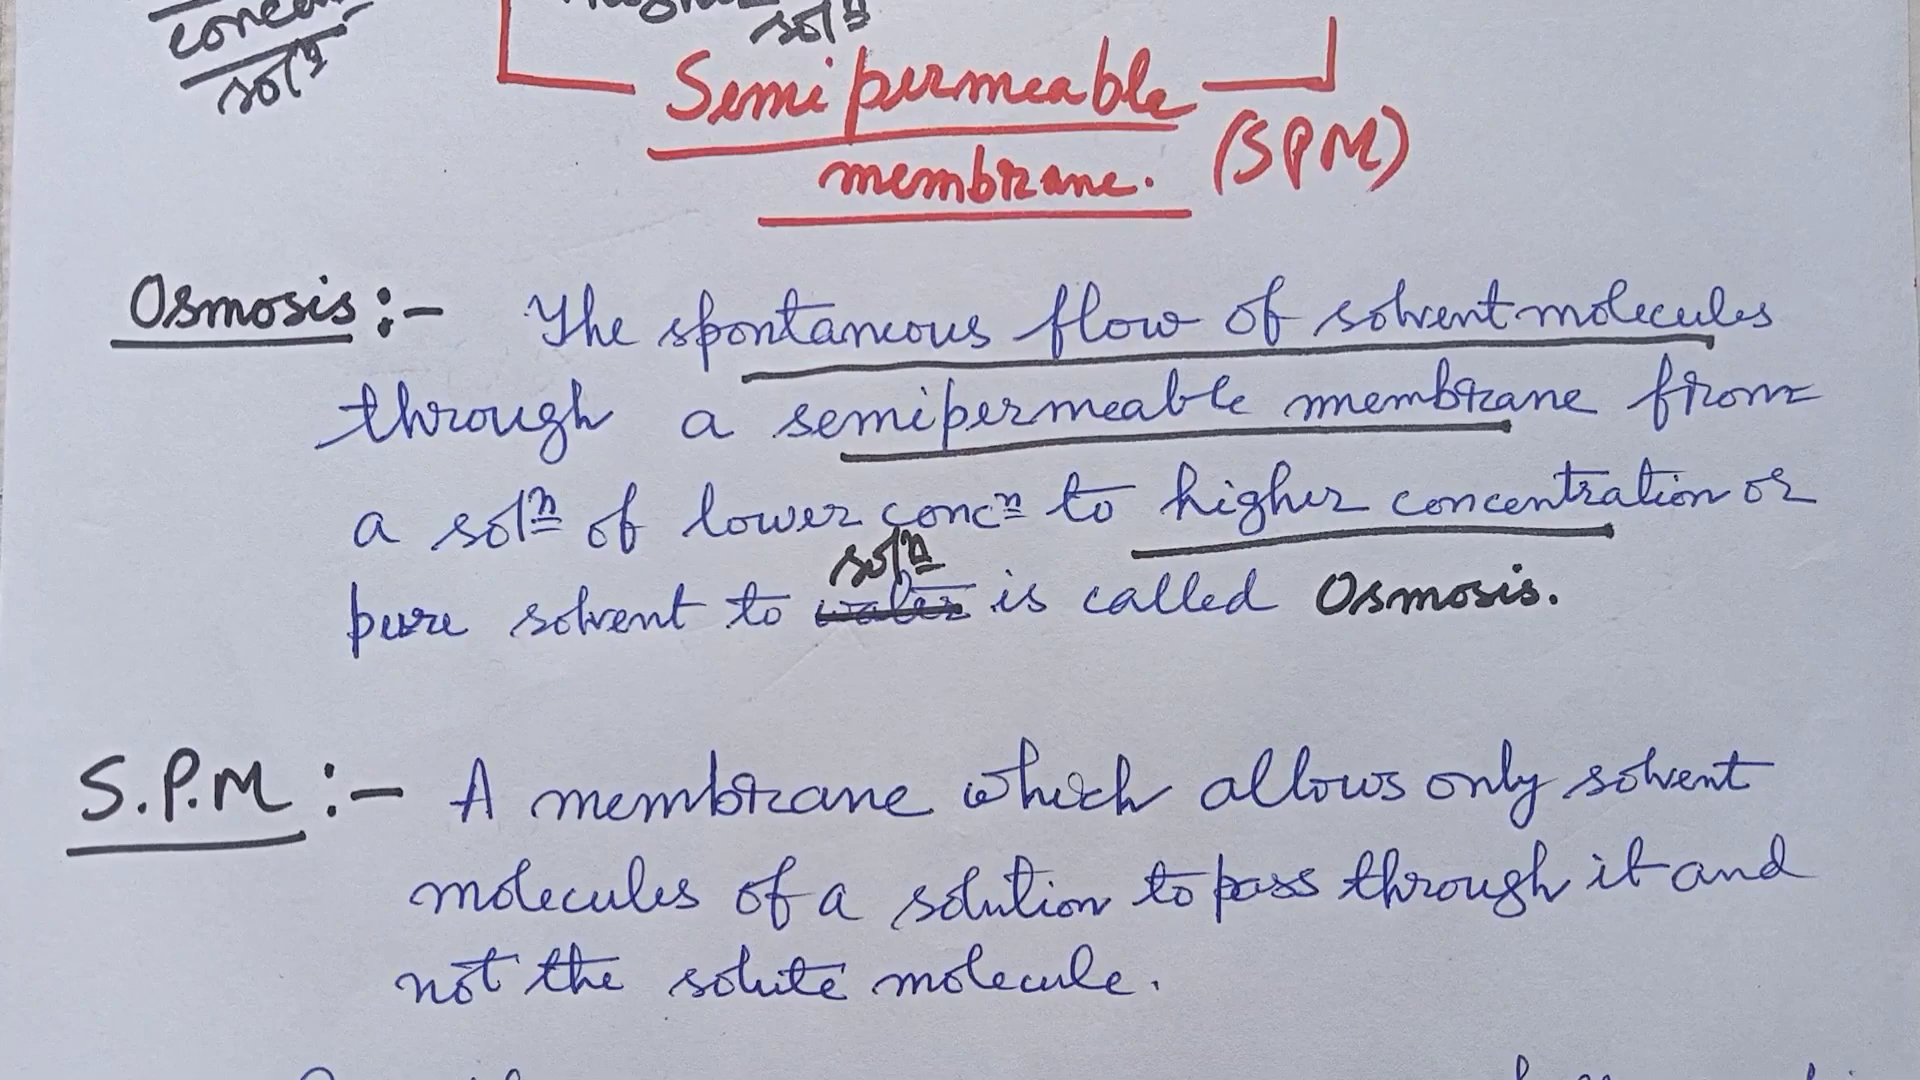 solⁿ
solⁿ
Semipermeable
membrane. (SPM)
Osmosis :- The spontaneous flow of solvent molecules
through a semipermeable membrane from
a solⁿ of lower concⁿ to higher concentration or
solⁿ
pure solvent to water is called Osmosis.
S.P.M :- A membrane which allows only solvent
molecules of a solution to pass through it and
not the solute molecule.